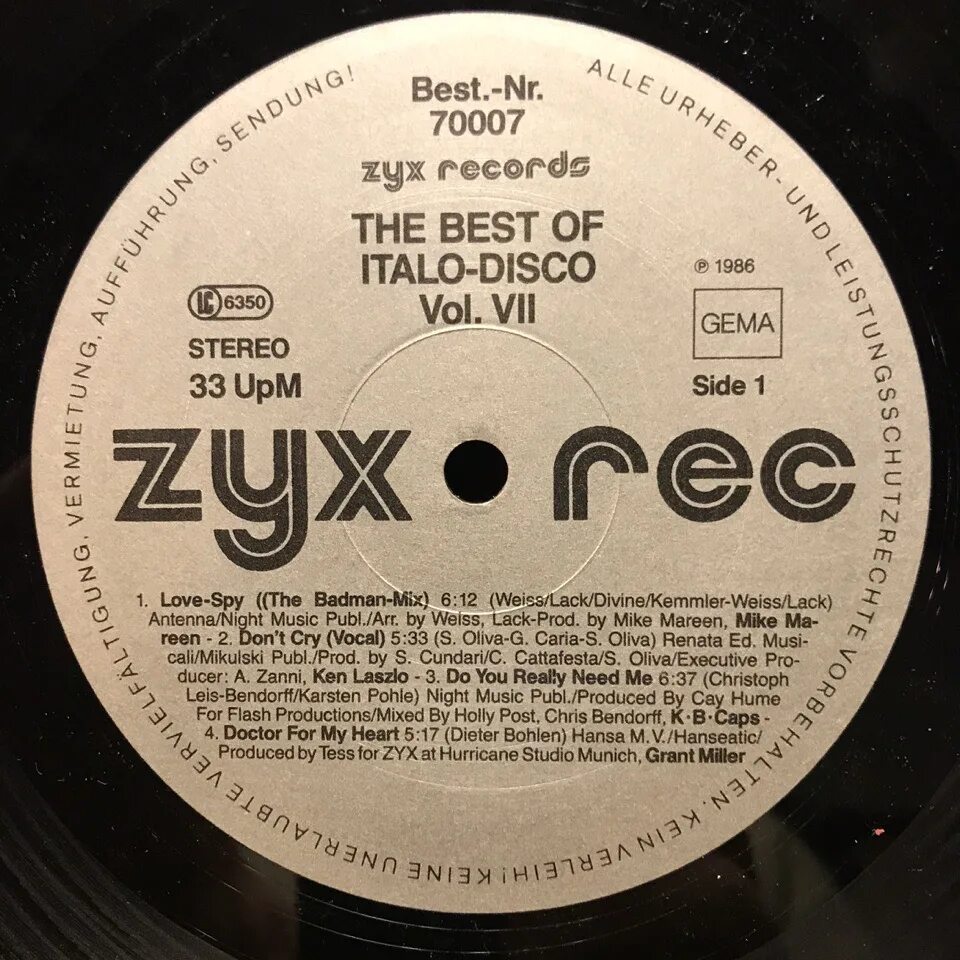 Best.-Nr.
70007
zyx records
THE BEST OF
ITALO-DISCO
Vol. VII
LC 6350
STEREO
33 UpM
℗ 1986
GEMA
Side 1
zyx rec
1. Love-Spy ((The Badman-Mix) 6:12 (Weiss/Lack/Divine/Kemmler-Weiss/Lack)
Antenna/Night Music Publ./Arr. by Weiss, Lack-Prod. by Mike Mareen, Mike Ma-
reen - 2. Don't Cry (Vocal) 5:33 (S. Oliva-G. Caria-S. Oliva) Renata Ed. Musi-
cali/Mikulski Publ./Prod. by S. Cundari/C. Cattafesta/S. Oliva/Executive Pro-
ducer: A. Zanni, Ken Laszlo - 3. Do You Really Need Me 6:37 (Christoph
Leis-Bendorff/Karsten Pohle) Night Music Publ./Produced By Cay Hume
For Flash Productions/Mixed By Holly Post, Chris Bendorff, K·B·Caps -
4. Doctor For My Heart 5:17 (Dieter Bohlen) Hansa M.V./Hanseatic/
Produced by Tess for ZYX at Hurricane Studio Munich, Grant Miller
ALLE URHEBER- UND LEISTUNGSSCHUTZRECHTE VORBEHALTEN. KEIN VERLEIH! KEINE UNERLAUBTE VERVIELFÄLTIGUNG, VERMIETUNG, AUFFÜHRUNG, SENDUNG!